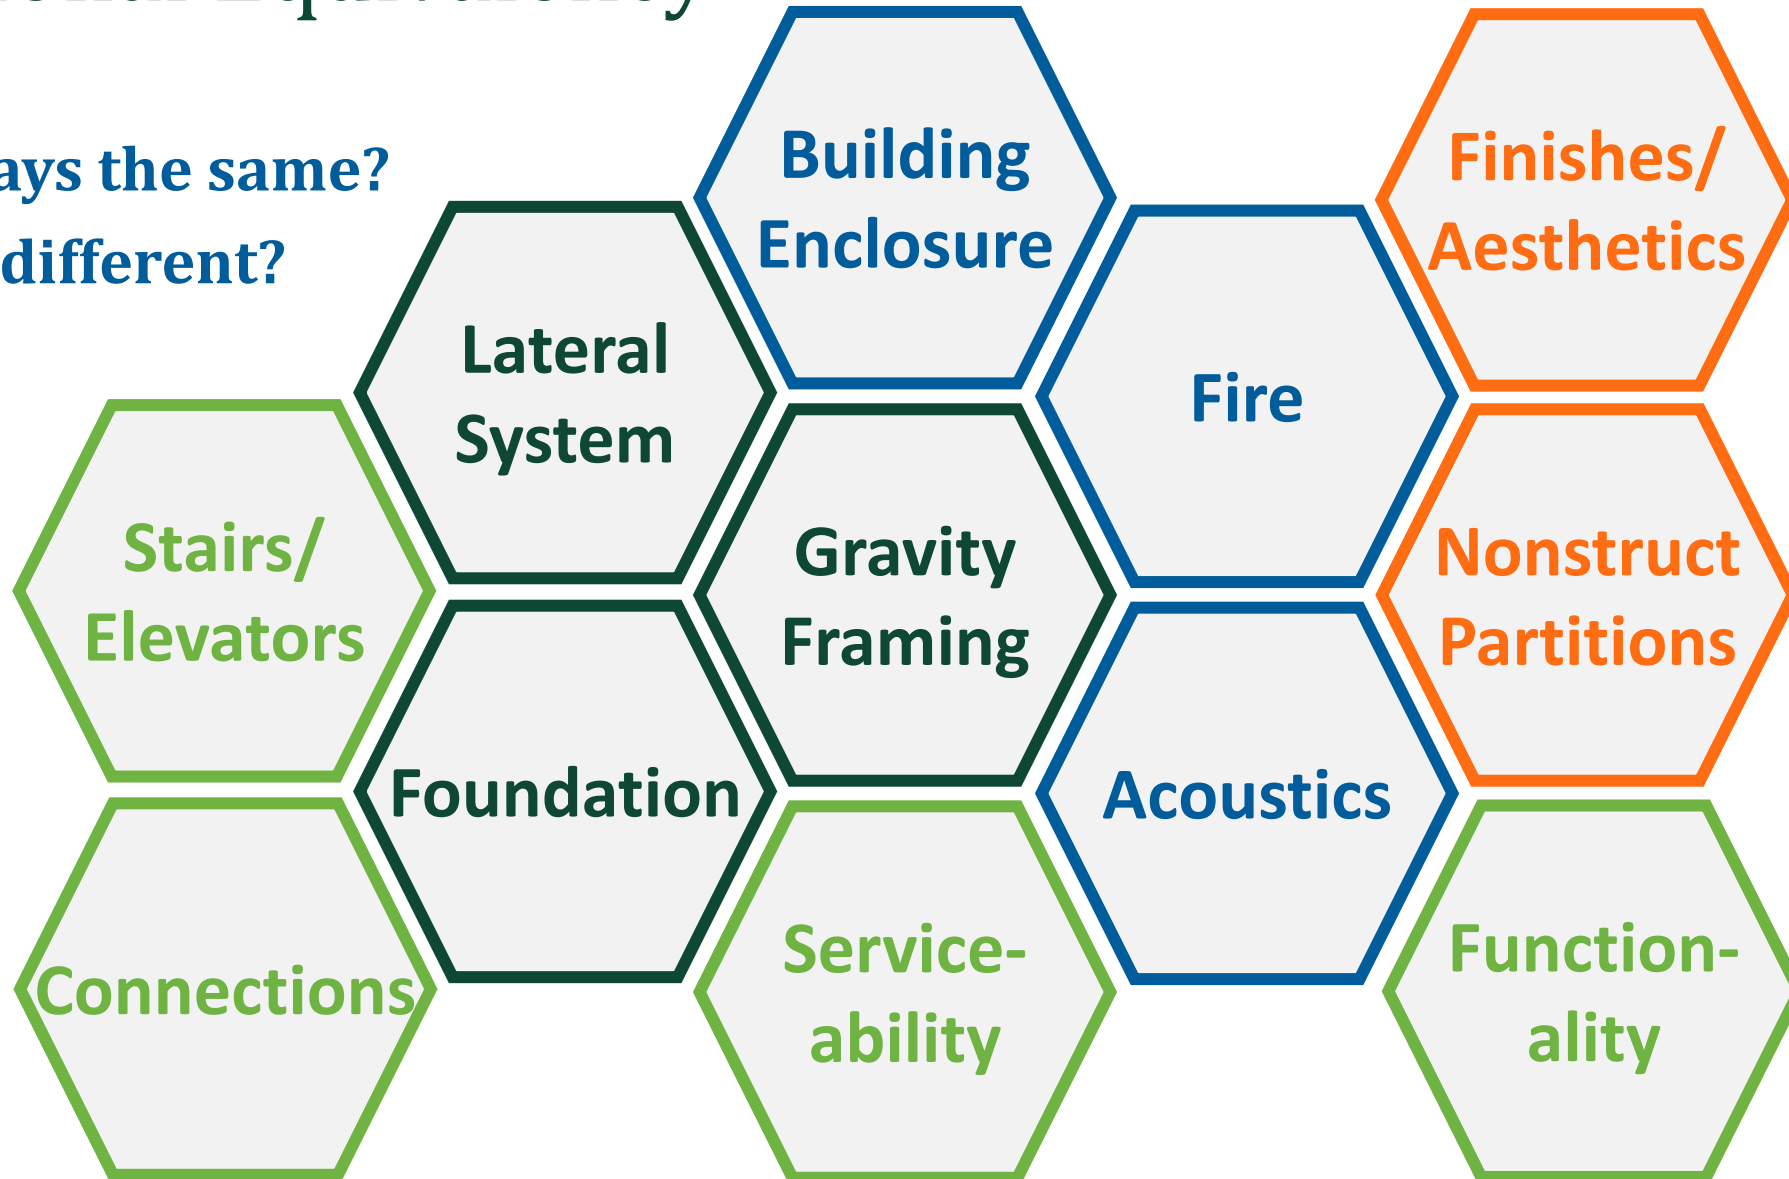 Equivalency
the same?
different?
Building
Enclosure
Finishes/
Aesthetics
Lateral
System
Fire
Stairs/
Elevators
Gravity
Framing
Nonstruct
Partitions
Foundation
Acoustics
Connections
Service-
ability
Function-
ality